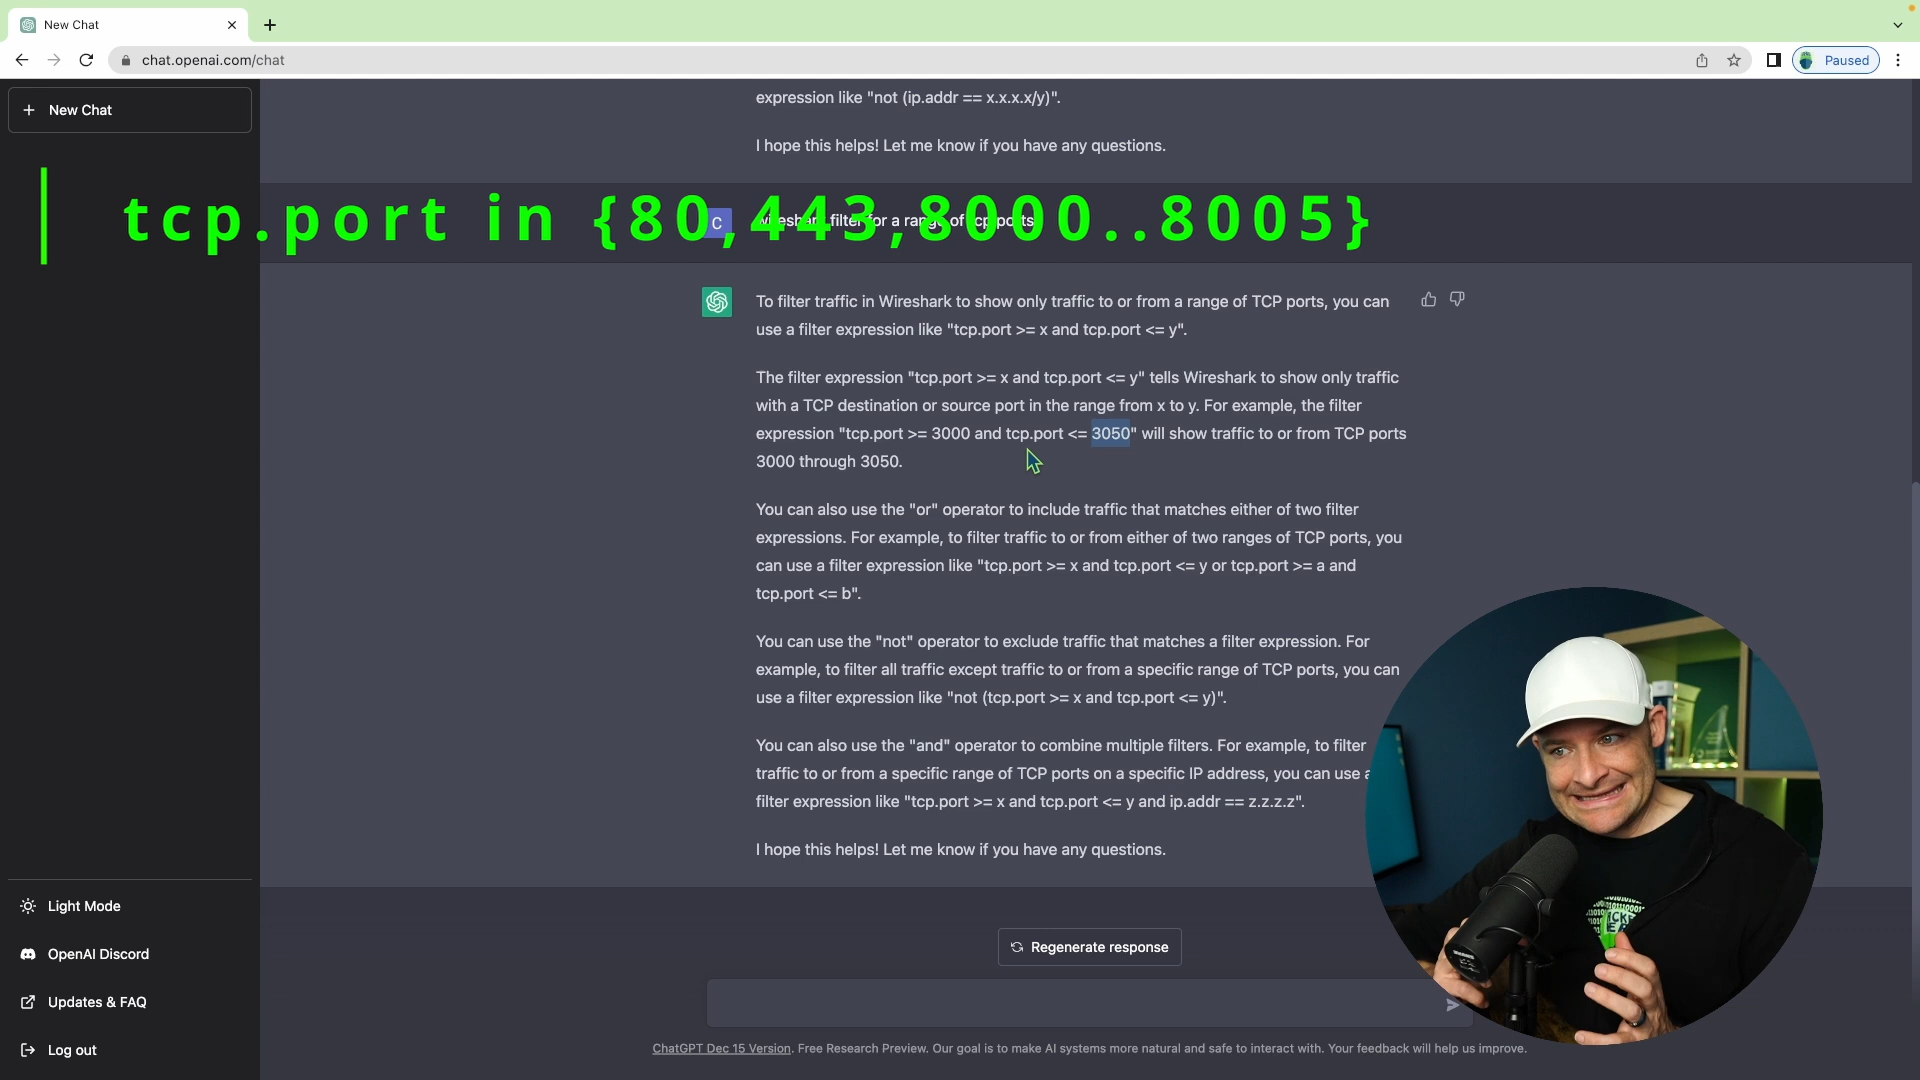 New Chat
chat.openai.com/chat
Paused
New Chat
expression like "not (ip.addr == x.x.x.x/y)".
I hope this helps! Let me know if you have any questions.
tcp.port in {80,443,8000..8005}
C
wireshark filter for a range of tcp ports
To filter traffic in Wireshark to show only traffic to or from a range of TCP ports, you can
use a filter expression like "tcp.port >= x and tcp.port <= y".
The filter expression "tcp.port >= x and tcp.port <= y" tells Wireshark to show only traffic
with a TCP destination or source port in the range from x to y. For example, the filter
expression "tcp.port >= 3000 and tcp.port <= 3050" will show traffic to or from TCP ports
3000 through 3050.
You can also use the "or" operator to include traffic that matches either of two filter
expressions. For example, to filter traffic to or from either of two ranges of TCP ports, you
can use a filter expression like "tcp.port >= x and tcp.port <= y or tcp.port >= a and
tcp.port <= b".
You can use the "not" operator to exclude traffic that matches a filter expression. For
example, to filter all traffic except traffic to or from a specific range of TCP ports, you can
use a filter expression like "not (tcp.port >= x and tcp.port <= y)".
You can also use the "and" operator to combine multiple filters. For example, to filter
traffic to or from a specific range of TCP ports on a specific IP address, you can use a
filter expression like "tcp.port >= x and tcp.port <= y and ip.addr == z.z.z.z".
I hope this helps! Let me know if you have any questions.
Light Mode
OpenAI Discord
Updates & FAQ
Log out
Regenerate response
ChatGPT Dec 15 Version. Free Research Preview. Our goal is to make AI systems more natural and safe to interact with. Your feedback will help us improve.